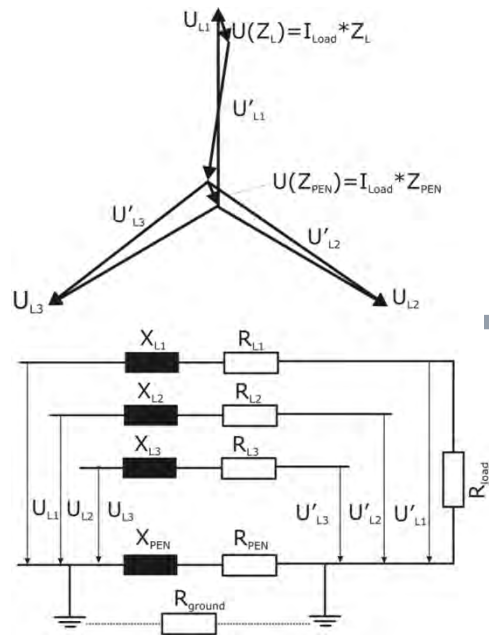 U_L1
U(Z_L)=I_Load*Z_L
U'_L1
U(Z_PEN)=I_Load*Z_PEN
U'_L3
U'_L2
U_L3
U_L2
X_L1 R_L1
X_L2 R_L2
X_L3 R_L3
R_load
U_L1 U_L2 U_L3
U'_L3 U'_L2 U'_L1
X_PEN R_PEN
R_ground